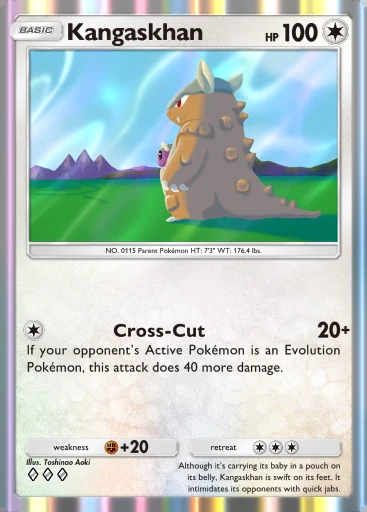 BASIC Kangaskhan HP 100
NO. 0115 Parent Pokémon HT: 7'3" WT: 176.4 lbs.
Cross-Cut 20+
If your opponent's Active Pokémon is an Evolution
Pokémon, this attack does 40 more damage.
weakness +20 retreat
Illus. Toshinao Aoki
Although it's carrying its baby in a pouch on
its belly, Kangaskhan is swift on its feet. It
intimidates its opponents with quick jabs.